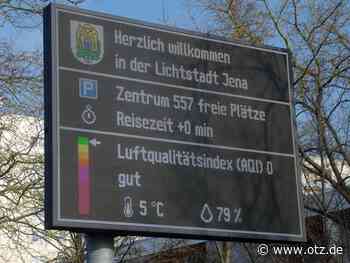 Herzlich willkommen
in der Lichtstadt Jena
P
Zentrum 557 freie Plätze
Reisezeit +0 min
Luftqualitätsindex (AQI) 0
gut
5 °C
79 %
www.otz.de